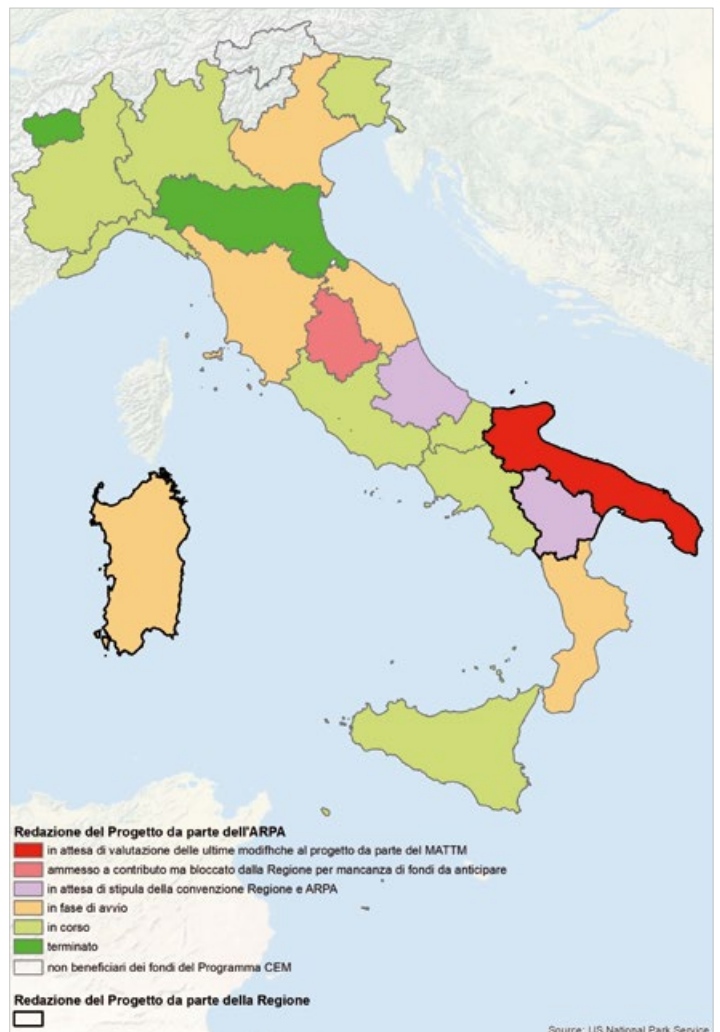 Redazione del Progetto da parte dell'ARPA
in attesa di valutazione delle ultime modifhche al progetto da parte del MATTM
ammesso a contributo ma bloccato dalla Regione per mancanza di fondi da anticipare
in attesa di stipula della convenzione Regione e ARPA
in fase di avvio
in corso
terminato
non beneficiari dei fondi del Programma CEM
Redazione del Progetto da parte della Regione
Source: US National Park Service